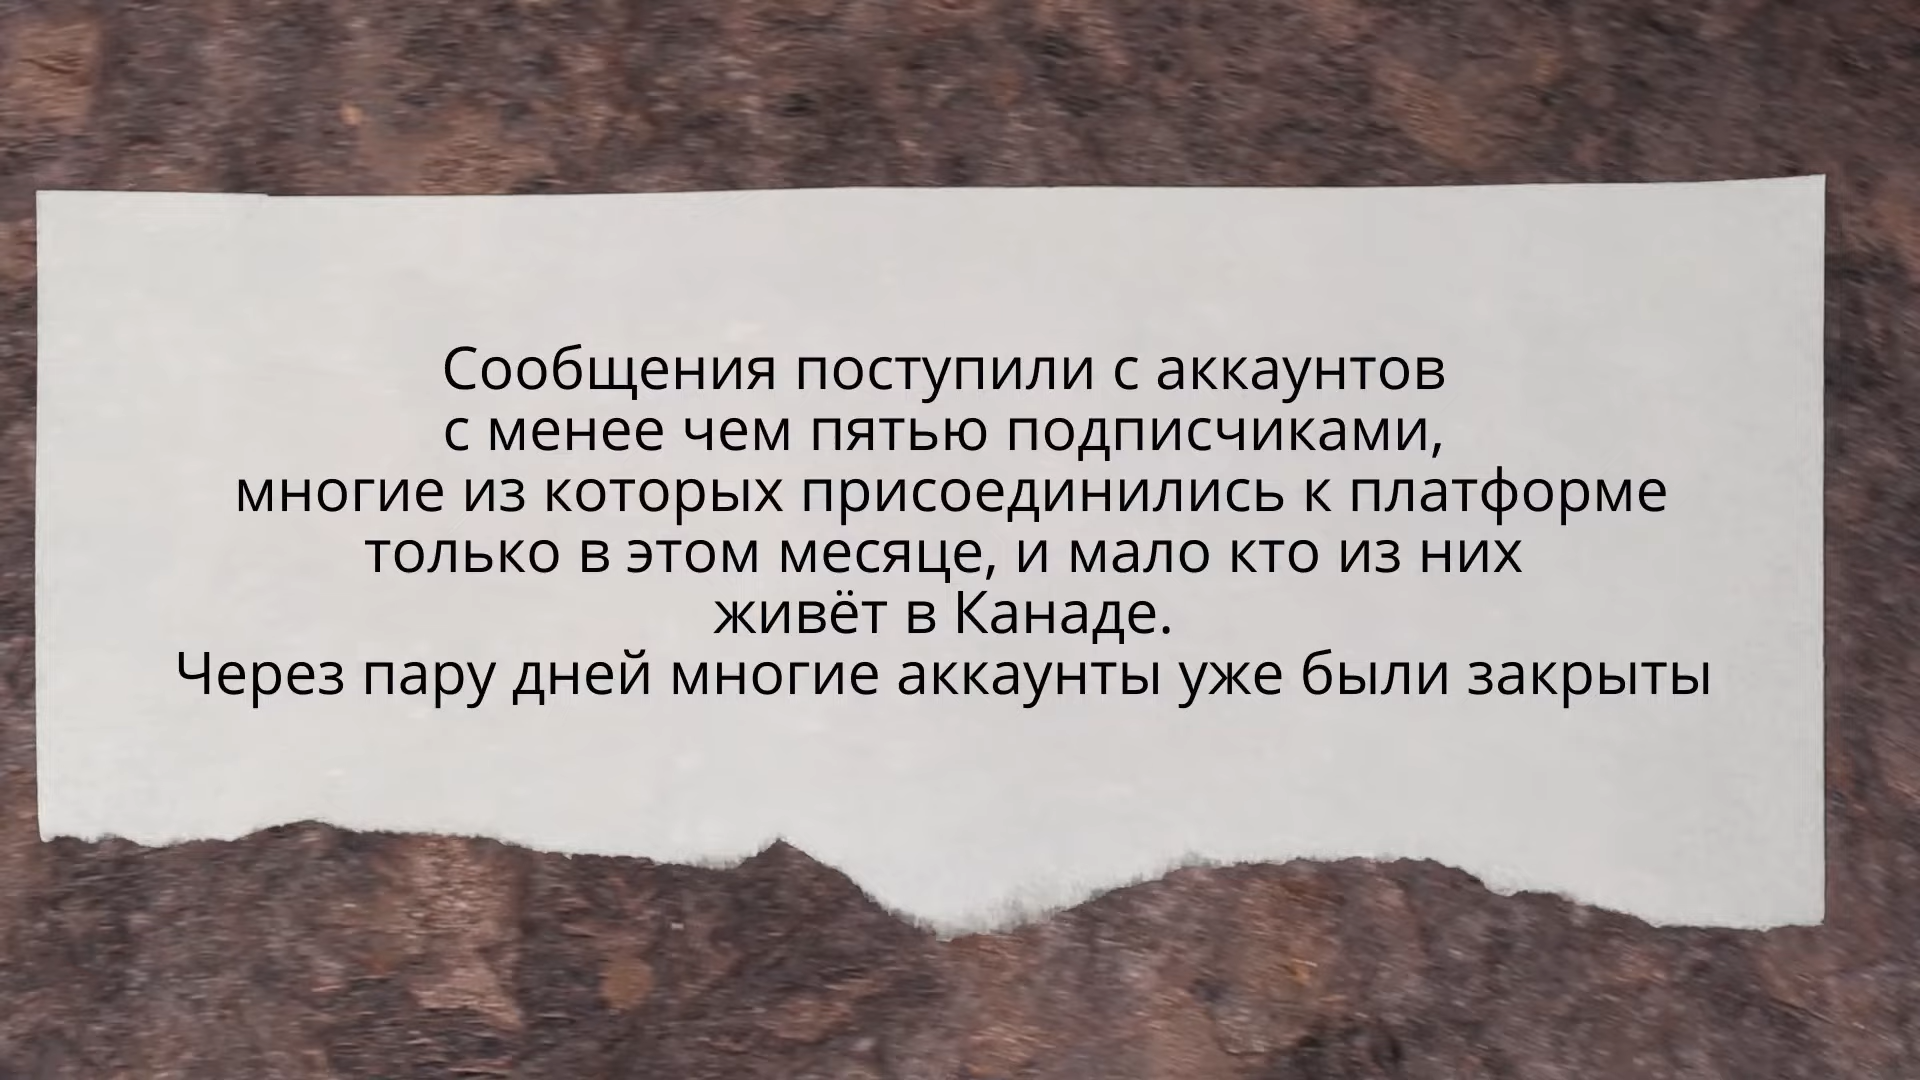 Сообщения поступили с аккаунтов
с менее чем пятью подписчиками,
многие из которых присоединились к платформе
только в этом месяце, и мало кто из них
живёт в Канаде.
Через пару дней многие аккаунты уже были закрыты